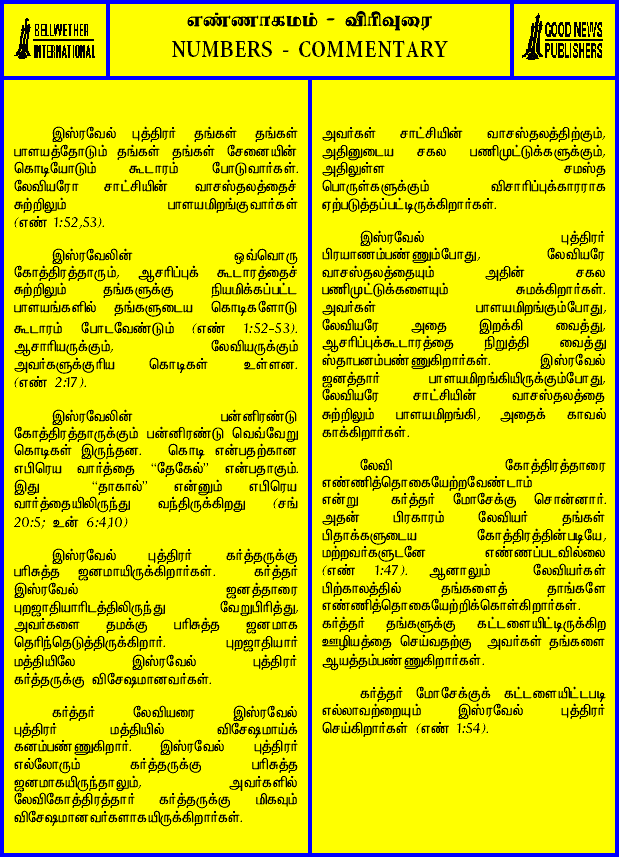 BELLWETHER
INTERNATIONAL
எண்ணாகமம் - விரிவுரை
NUMBERS - COMMENTARY
GOOD NEWS
PUBLISHERS
இஸ்ரவேல் புத்திரர் தங்கள் தங்கள்
பாளயத்தோடும் தங்கள் தங்கள் சேனையின்
கொடியோடும் கூடாரம் போடுவார்கள்.
லேவியரோ சாட்சியின் வாசஸ்தலத்தைச்
சுற்றிலும் பாளயமிறங்குவார்கள்
(எண் 1:52,53).
இஸ்ரவேலின் ஒவ்வொரு
கோத்திரத்தாரும், ஆசரிப்புக் கூடாரத்தைச்
சுற்றிலும் தங்களுக்கு நியமிக்கப்பட்ட
பாளயங்களில் தங்களுடைய கொடிகளோடு
கூடாரம் போடவேண்டும் (எண் 1:52-53).
ஆசாரியருக்கும், லேவியருக்கும்
அவர்களுக்குரிய கொடிகள் உள்ளன.
(எண் 2:17).
இஸ்ரவேலின் பன்னிரண்டு
கோத்திரத்தாருக்கும் பன்னிரண்டு வெவ்வேறு
கொடிகள் இருந்தன. கொடி என்பதற்கான
எபிரெய வார்த்தை “தேகேல்” என்பதாகும்.
இது “தாகால்” என்னும் எபிரெய
வார்த்தையிலிருந்து வந்திருக்கிறது (சங்
20:5; உன் 6:4,10)
இஸ்ரவேல் புத்திரர் கர்த்தருக்கு
பரிசுத்த ஜனமாயிருக்கிறார்கள். கர்த்தர்
இஸ்ரவேல் ஜனத்தாரை
புறஜாதியாரிடத்திலிருந்து வேறுபிரித்து,
அவர்களை தமக்கு பரிசுத்த ஜனமாக
தெரிந்தெடுத்திருக்கிறார். புறஜாதியார்
மத்தியிலே இஸ்ரவேல் புத்திரர்
கர்த்தருக்கு விசேஷமானவர்கள்.
கர்த்தர் லேவியரை இஸ்ரவேல்
புத்திரர் மத்தியில் விசேஷமாய்க்
கனம்பண்ணுகிறார். இஸ்ரவேல் புத்திரர்
எல்லோரும் கர்த்தருக்கு பரிசுத்த
ஜனமாகயிருந்தாலும், அவர்களில்
லேவிகோத்திரத்தார் கர்த்தருக்கு மிகவும்
விசேஷமானவர்களாகயிருக்கிறார்கள்.
அவர்கள் சாட்சியின் வாசஸ்தலத்திற்கும்,
அதினுடைய சகல பணிமுட்டுக்களுக்கும்,
அதிலுள்ள சமஸ்த
பொருள்களுக்கும் விசாரிப்புக்காரராக
ஏற்படுத்தப்பட்டிருக்கிறார்கள்.
இஸ்ரவேல் புத்திரர்
பிரயாணம்பண்ணும்போது, லேவியரே
வாசஸ்தலத்தையும் அதின் சகல
பணிமுட்டுக்களையும் சுமக்கிறார்கள்.
அவர்கள் பாளயமிறங்கும்போது,
லேவியரே அதை இறக்கி வைத்து,
ஆசரிப்புக்கூடாரத்தை நிறுத்தி வைத்து
ஸ்தாபனம்பண்ணுகிறார்கள். இஸ்ரவேல்
ஜனத்தார் பாளயமிறங்கியிருக்கும்போது,
லேவியரே சாட்சியின் வாசஸ்தலத்தை
சுற்றிலும் பாளயமிறங்கி, அதைக் காவல்
காக்கிறார்கள்.
லேவி கோத்திரத்தாரை
எண்ணித்தொகையேற்றவேண்டாம்
என்று கர்த்தர் மோசேக்கு சொன்னார்.
அதன் பிரகாரம் லேவியர் தங்கள்
பிதாக்களுடைய கோத்திரத்தின்படியே,
மற்றவர்களுடனே எண்ணப்படவில்லை
(எண் 1:47). ஆனாலும் லேவியர்கள்
பிற்காலத்தில் தங்களைத் தாங்களே
எண்ணித்தொகையேற்றிக்கொள்கிறார்கள்.
கர்த்தர் தங்களுக்கு கட்டளையிட்டிருக்கிற
ஊழியத்தை செய்வதற்கு அவர்கள் தங்களை
ஆயத்தம்பண்ணுகிறார்கள்.
கர்த்தர் மோசேக்குக் கட்டளையிட்டபடி
எல்லாவற்றையும் இஸ்ரவேல் புத்திரர்
செய்கிறார்கள் (எண் 1:54).